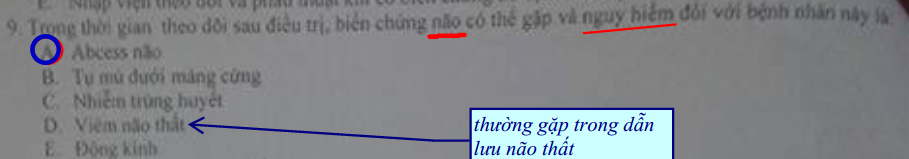 E. Nhập viện theo dõi và phẫu thuật khi có
9. Trong thời gian theo dõi sau điều trị, biến chứng não có thể gặp và nguy hiểm đối với bệnh nhân này là:
A. Abcess não
B. Tụ mủ dưới màng cứng
C. Nhiễm trùng huyết
D. Viêm não thất
E. Động kinh
thường gặp trong dẫn
lưu não thất